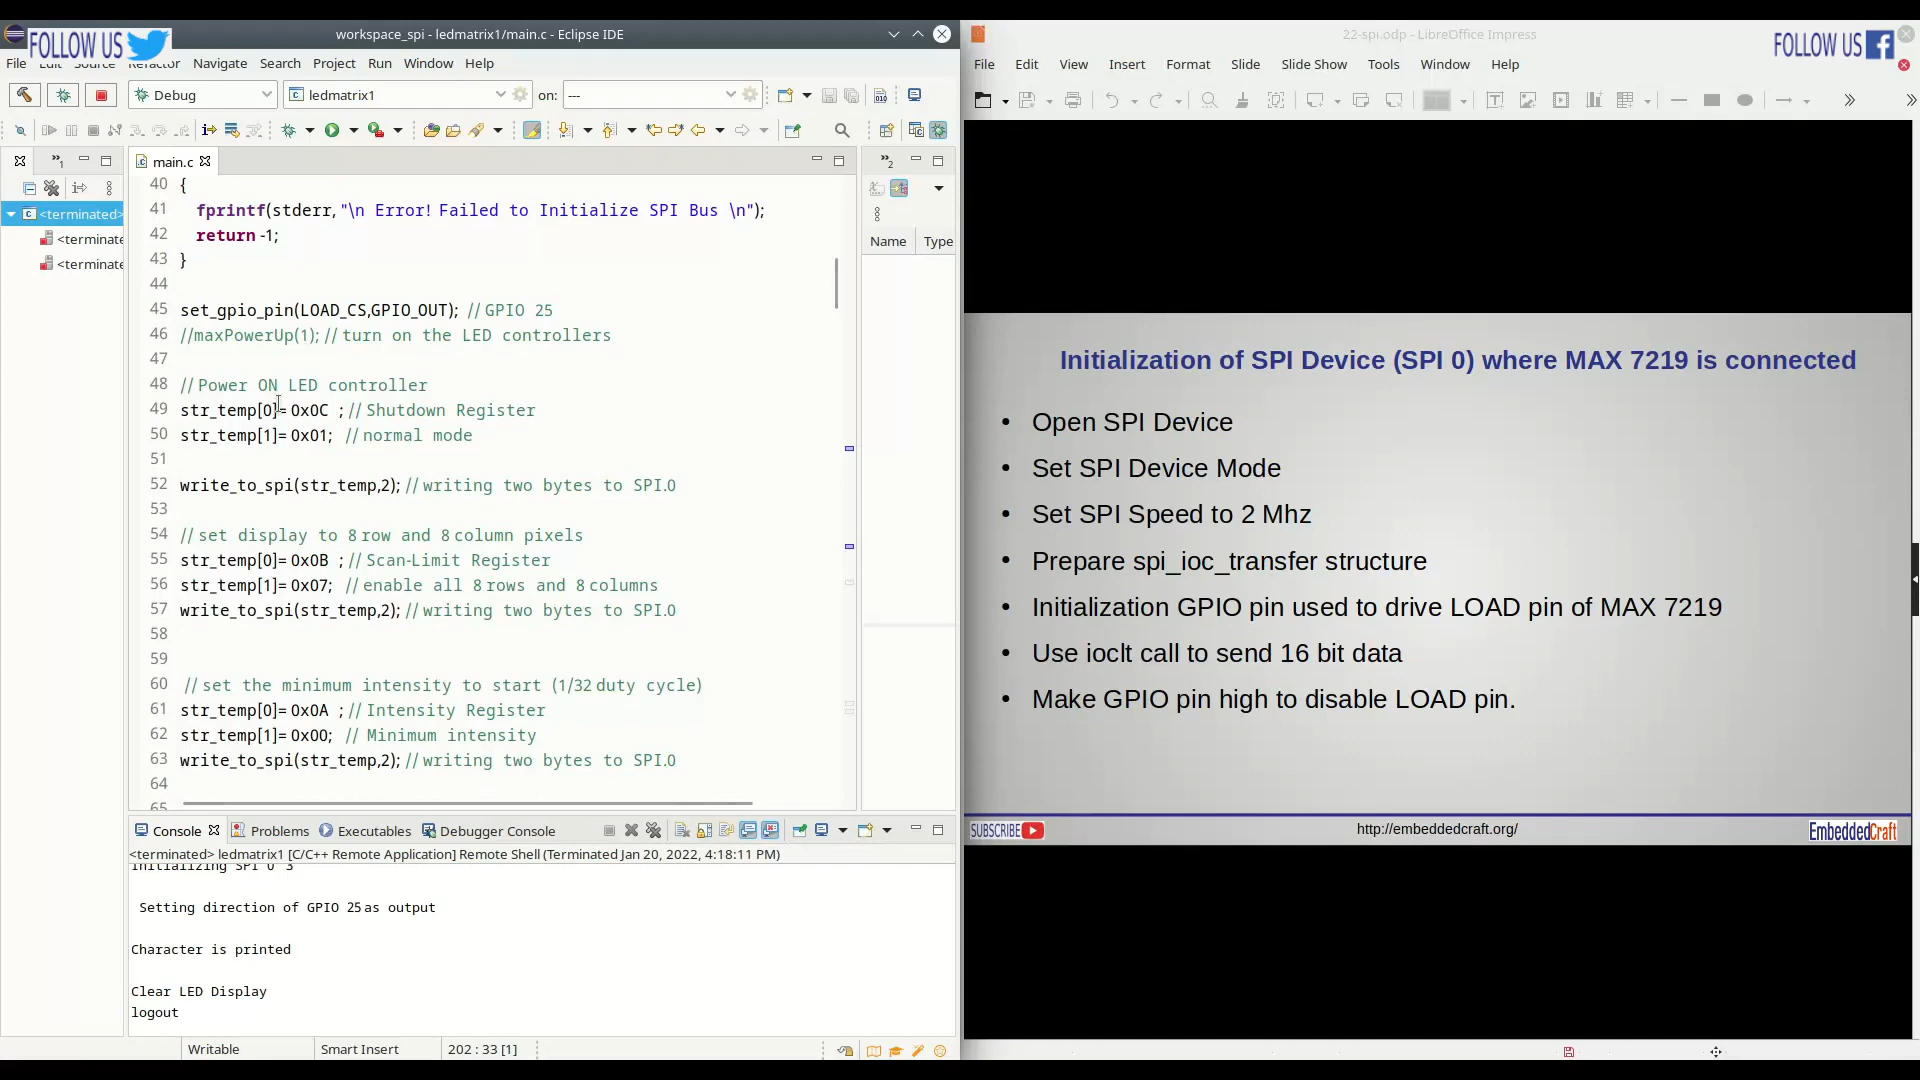 FOLLOW US
workspace_spi - ledmatrix1/main.c - Eclipse IDE
File Edit Source Refactor Navigate Search Project Run Window Help
Debug
ledmatrix1
on:
---
main.c
<terminated>
<terminate
<terminate
40 {
41 fprintf(stderr,"\n Error! Failed to Initialize SPI Bus \n");
42 return -1;
43 }
44
45 set_gpio_pin(LOAD_CS,GPIO_OUT); // GPIO 25
46 //maxPowerUp(1); // turn on the LED controllers
47
48 // Power ON LED controller
49 str_temp[0]= 0x0C ; // Shutdown Register
50 str_temp[1]= 0x01; // normal mode
51
52 write_to_spi(str_temp,2); // writing two bytes to SPI.0
53
54 // set display to 8 row and 8 column pixels
55 str_temp[0]= 0x0B ; // Scan-Limit Register
56 str_temp[1]= 0x07; // enable all 8 rows and 8 columns
57 write_to_spi(str_temp,2); // writing two bytes to SPI.0
58
59
60 // set the minimum intensity to start (1/32 duty cycle)
61 str_temp[0]= 0x0A ; // Intensity Register
62 str_temp[1]= 0x00; // Minimum intensity
63 write_to_spi(str_temp,2); // writing two bytes to SPI.0
64
65
Name Type
Console Problems Executables Debugger Console
<terminated> ledmatrix1 [C/C++ Remote Application] Remote Shell (Terminated Jan 20, 2022, 4:18:11 PM)
Initializing SPI 0 3
Setting direction of GPIO 25 as output
Character is printed
Clear LED Display
logout
Writable Smart Insert 202 : 33 [1]
22-spi.odp - LibreOffice Impress
FOLLOW US
File Edit View Insert Format Slide Slide Show Tools Window Help
Initialization of SPI Device (SPI 0) where MAX 7219 is connected
• Open SPI Device
• Set SPI Device Mode
• Set SPI Speed to 2 Mhz
• Prepare spi_ioc_transfer structure
• Initialization GPIO pin used to drive LOAD pin of MAX 7219
• Use ioclt call to send 16 bit data
• Make GPIO pin high to disable LOAD pin.
SUBSCRIBE
http://embeddedcraft.org/
EmbeddedCraft